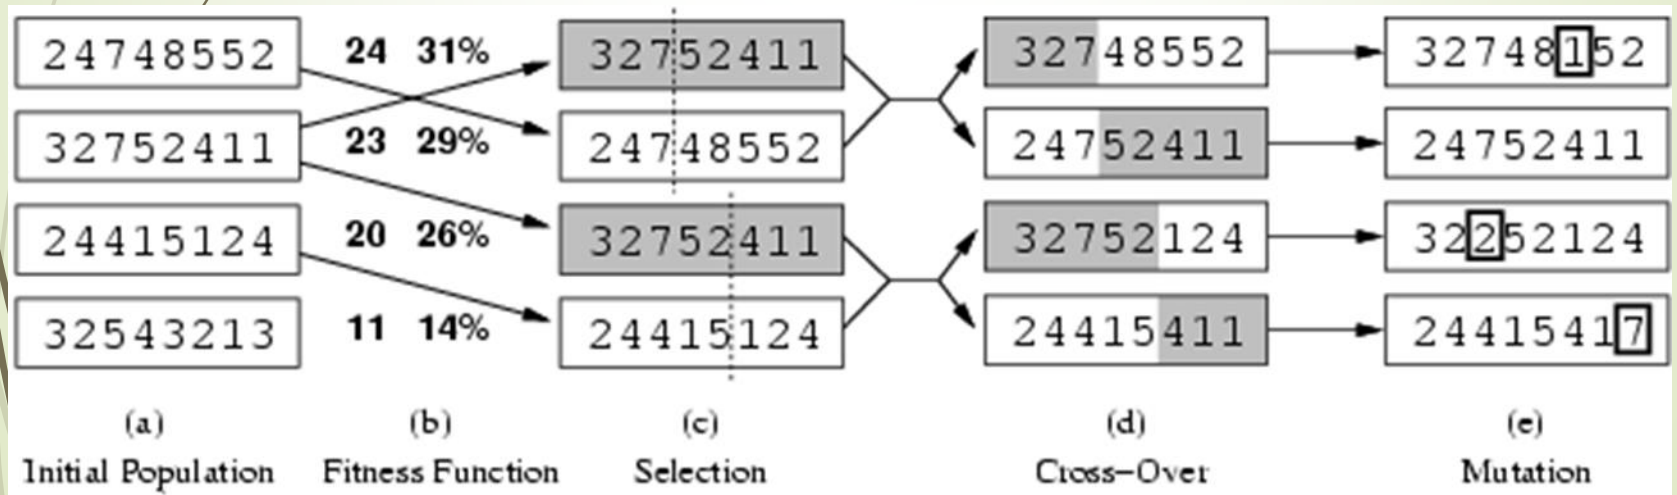 24748552 24 31% 32752411 32748552 32748152
32752411 23 29% 24748552 24752411 24752411
24415124 20 26% 32752411 32752124 32252124
32543213 11 14% 24415124 24415411 24415417
(a) (b) (c) (d) (e)
Initial Population Fitness Function Selection Cross-Over Mutation